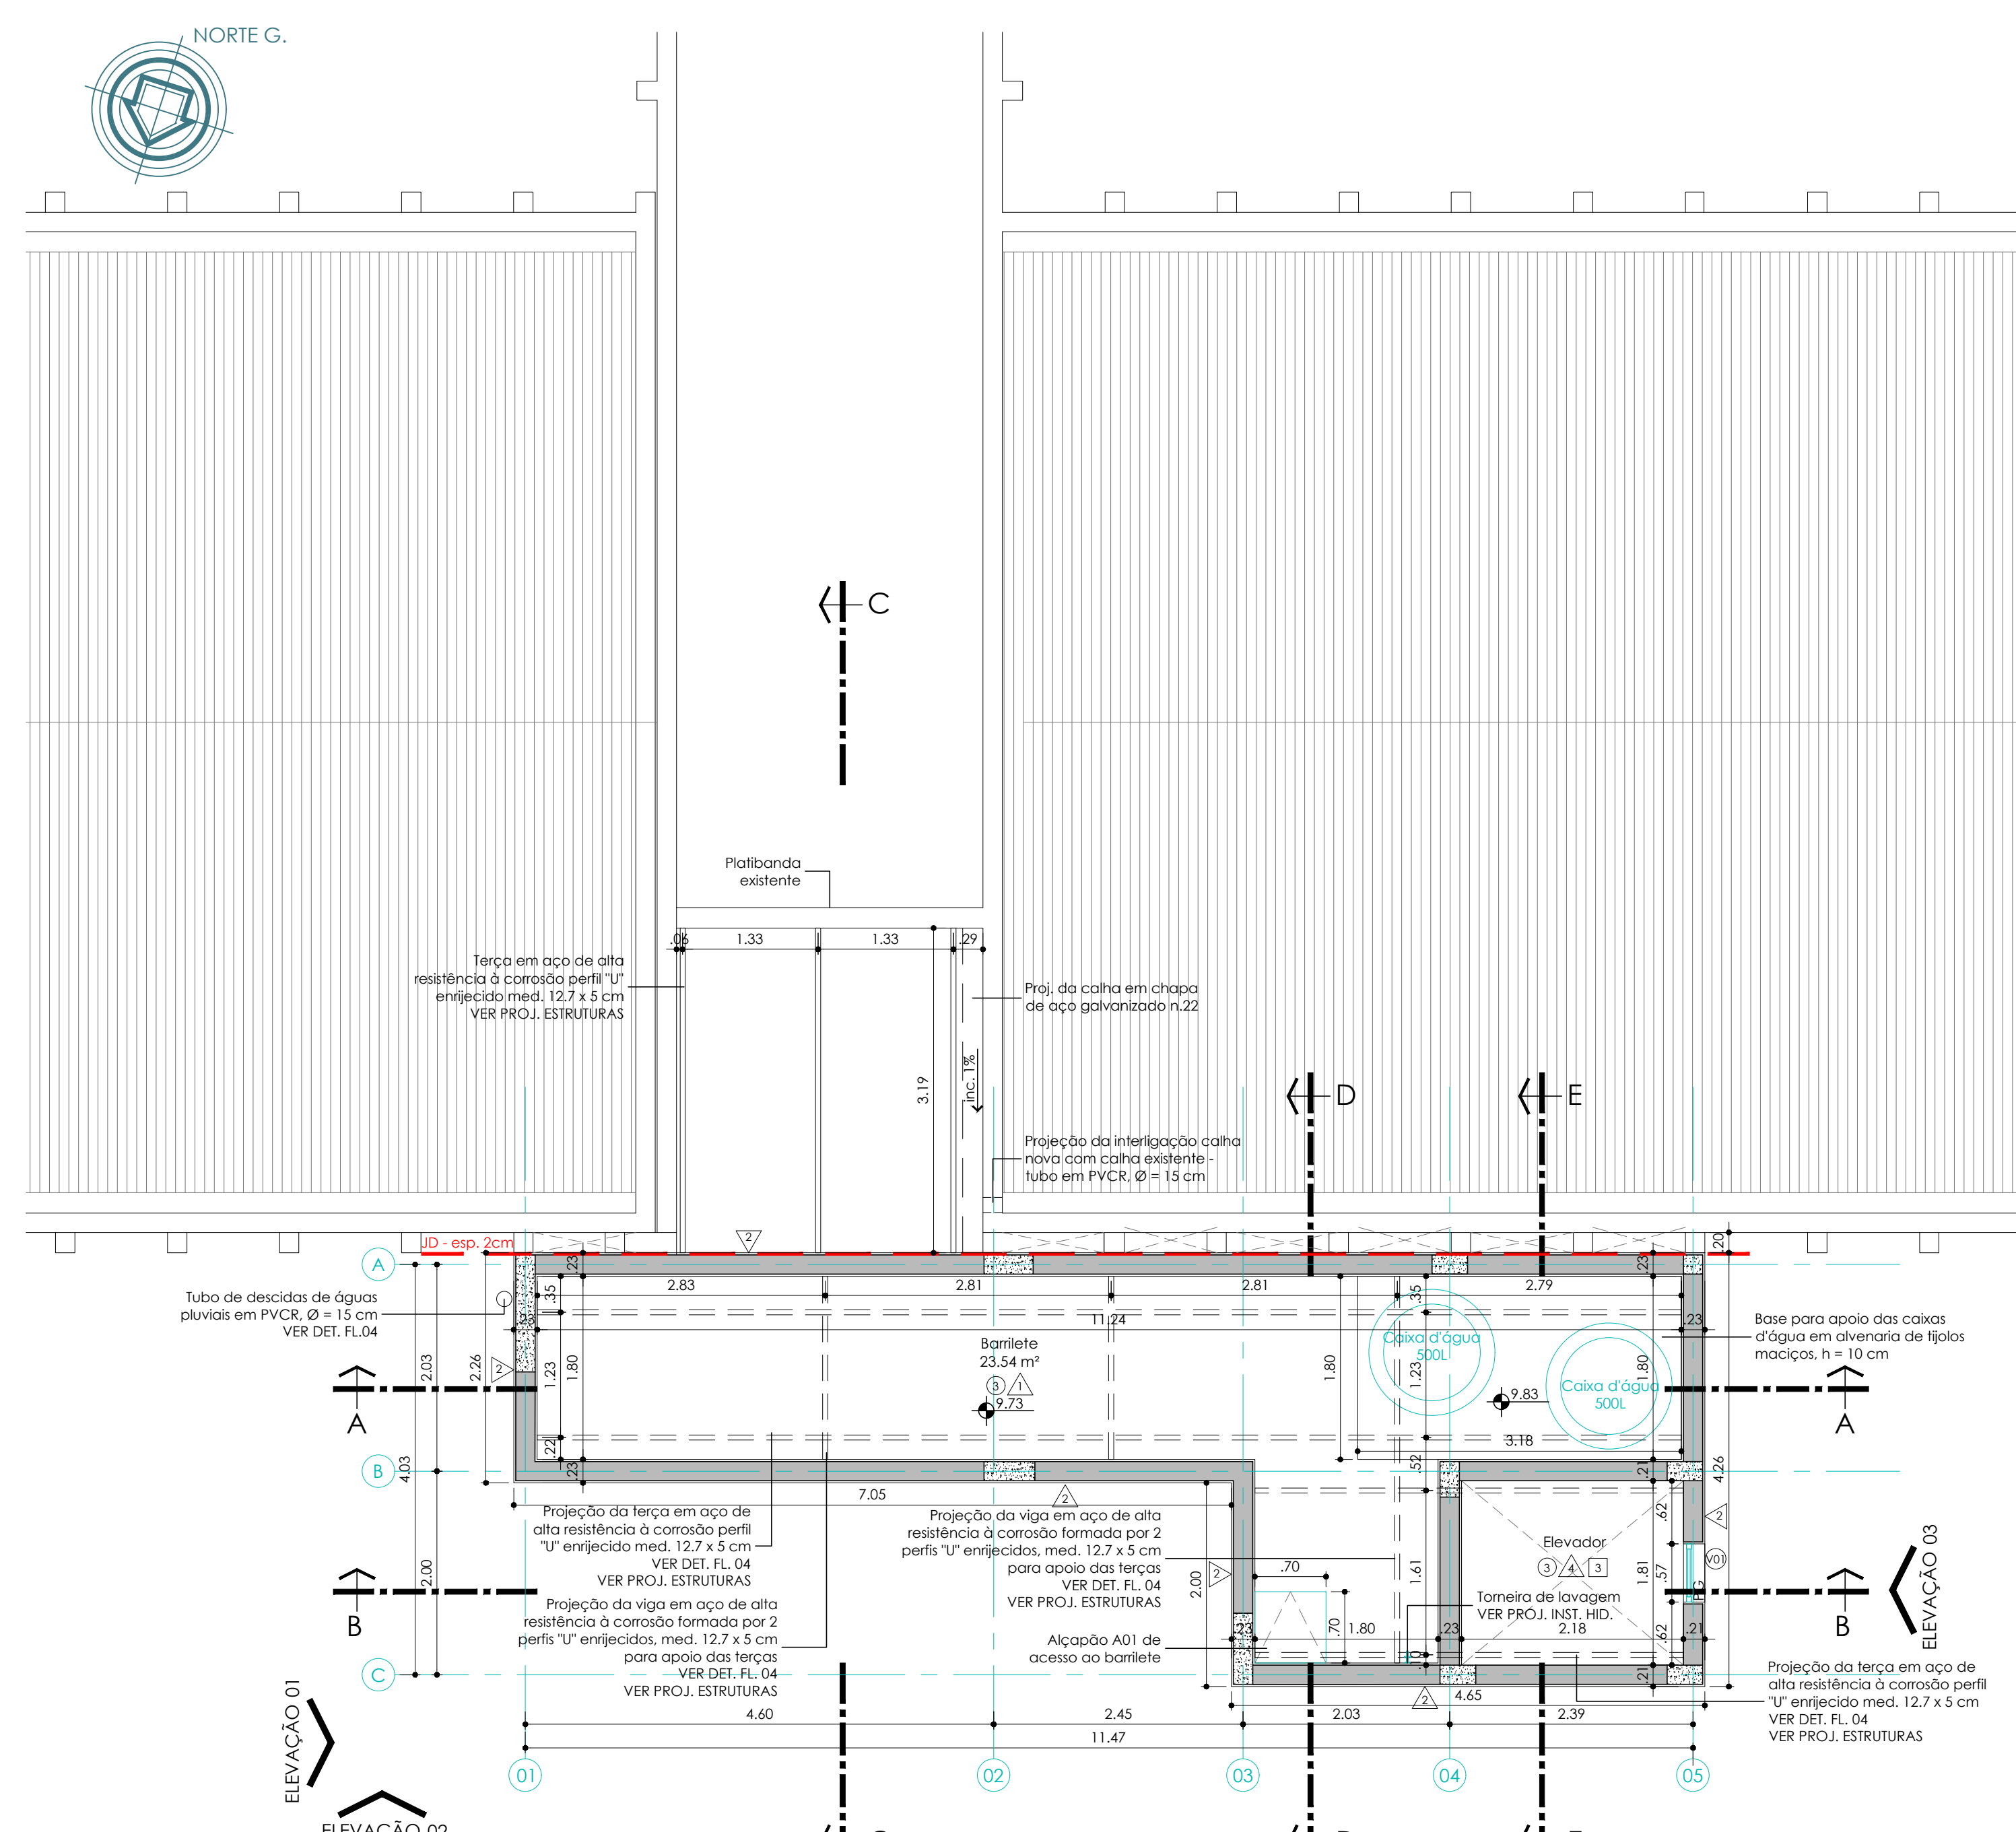 NORTE G.
C
Platibanda
existente
.06
1.33
1.33
.29
Terça em aço de alta
resistência à corrosão perfil "U"
enrijecido med. 12.7 x 5 cm
VER PROJ. ESTRUTURAS
Proj. da calha em chapa
de aço galvanizado n.22
3.19
inc. 1%
D
E
Projeção da interligação calha
nova com calha existente -
tubo em PVCR, Ø = 15 cm
2
JD - esp. 2cm
.20
A
.23
.23
2.83
2.81
2.81
2.79
.35
.35
Tubo de descidas de águas
pluviais em PVCR, Ø = 15 cm
VER DET. FL.04
.23
11.24
.23
Base para apoio das caixas
d'água em alvenaria de tijolos
maciços, h = 10 cm
Caixa d'água
500L
Barrilete
23.54 m²
3
1
9.73
2.03
2.26
2
1.23
1.80
1.80
1.23
1.80
Caixa d'água
500L
9.83
A
A
3.18
.22
B
.23
4.03
.52
.21
4.26
7.05
2
2
.62
Projeção da terça em aço de
alta resistência à corrosão perfil
"U" enrijecido med. 12.7 x 5 cm
VER DET. FL. 04
VER PROJ. ESTRUTURAS
Projeção da viga em aço de alta
resistência à corrosão formada por 2
perfis "U" enrijecidos, med. 12.7 x 5 cm
para apoio das terças
VER DET. FL. 04
VER PROJ. ESTRUTURAS
Elevador
3
4
3
V01
2.00
2.00
2
.70
1.61
1.81
.57
PG
ELEVAÇÃO 03
Torneira de lavagem
VER PROJ. INST. HID.
B
B
Projeção da viga em aço de alta
resistência à corrosão formada por 2
perfis "U" enrijecidos, med. 12.7 x 5 cm
para apoio das terças
VER DET. FL. 04
VER PROJ. ESTRUTURAS
.23
.70
1.80
.23
2.18
.62
.21
Alçapão A01 de
acesso ao barrilete
.10
C
.21
Projeção da terça em aço de
alta resistência à corrosão perfil
"U" enrijecido med. 12.7 x 5 cm
VER DET. FL. 04
VER PROJ. ESTRUTURAS
2
4.65
4.60
2.45
2.03
2.39
11.47
ELEVAÇÃO 01
01
02
03
04
05
ELEVAÇÃO 02